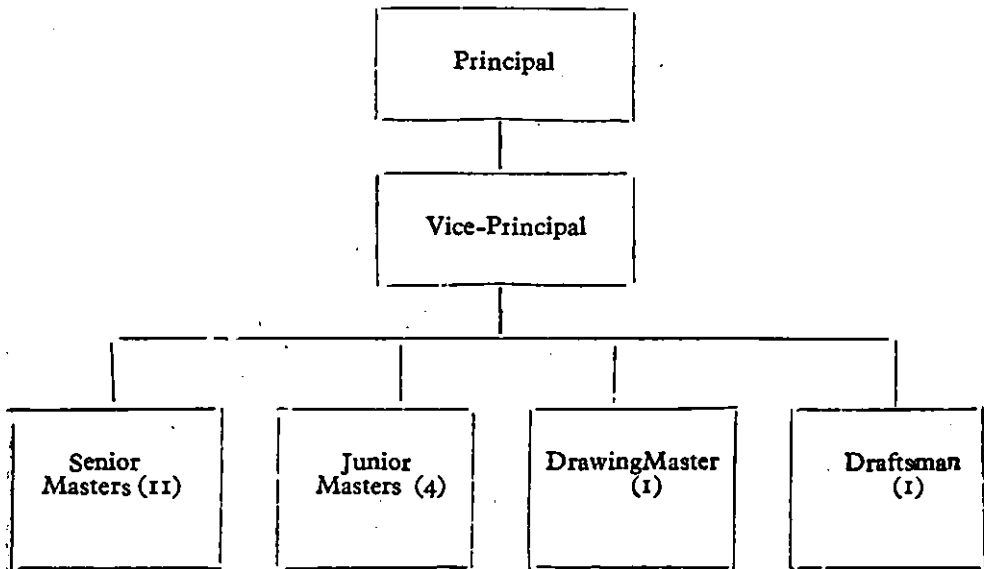 Principal
Vice-Principal
Senior
Masters (11)
Junior
Masters (4)
DrawingMaster
(1)
Draftsman
(1)